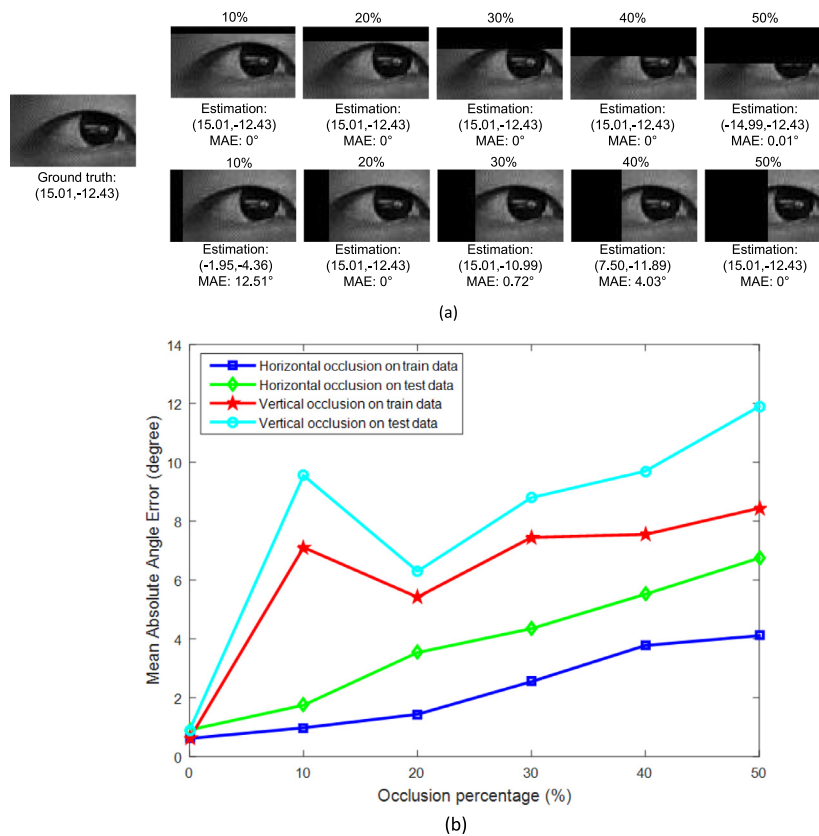 10%
20%
30%
40%
50%
Estimation:
(15.01,-12.43)
MAE: 0°
Estimation:
(15.01,-12.43)
MAE: 0°
Estimation:
(15.01,-12.43)
MAE: 0°
Estimation:
(15.01,-12.43)
MAE: 0°
Estimation:
(-14.99,-12.43)
MAE: 0.01°
Ground truth:
(15.01,-12.43)
10%
20%
30%
40%
50%
Estimation:
(-1.95,-4.36)
MAE: 12.51°
Estimation:
(15.01,-12.43)
MAE: 0°
Estimation:
(15.01,-10.99)
MAE: 0.72°
Estimation:
(7.50,-11.89)
MAE: 4.03°
Estimation:
(15.01,-12.43)
MAE: 0°
(a)
Horizontal occlusion on train data
Horizontal occlusion on test data
Vertical occlusion on train data
Vertical occlusion on test data
Mean Absolute Angle Error (degree)
14
12
10
8
6
4
2
0
0
10
20
30
40
50
Occlusion percentage (%)
(b)